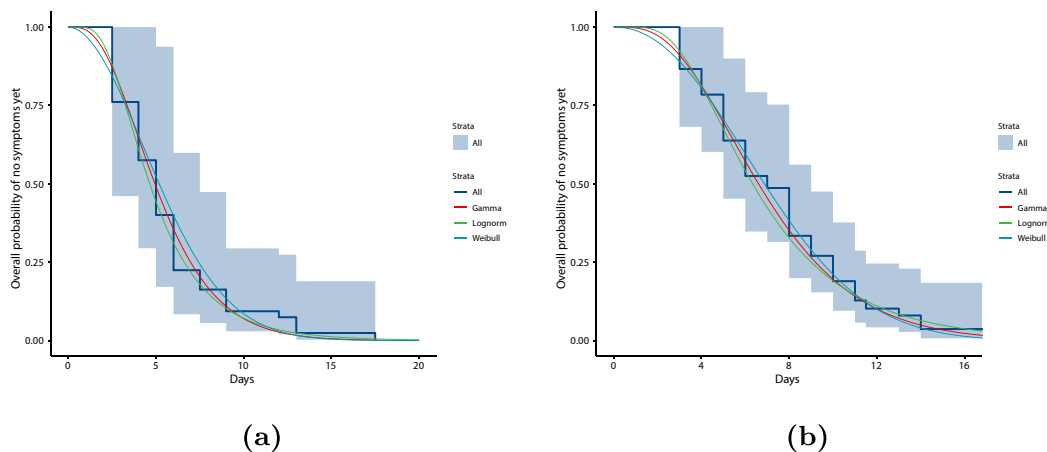 Overall probability of no symptoms yet
1.00
0.75
0.50
0.25
0.00
0
5
10
15
20
Days
Strata
All
Strata
All
Gamma
Lognorm
Weibull
(a)
Overall probability of no symptoms yet
1.00
0.75
0.50
0.25
0.00
0
4
8
12
16
Days
Strata
All
Strata
All
Gamma
Lognorm
Weibull
(b)